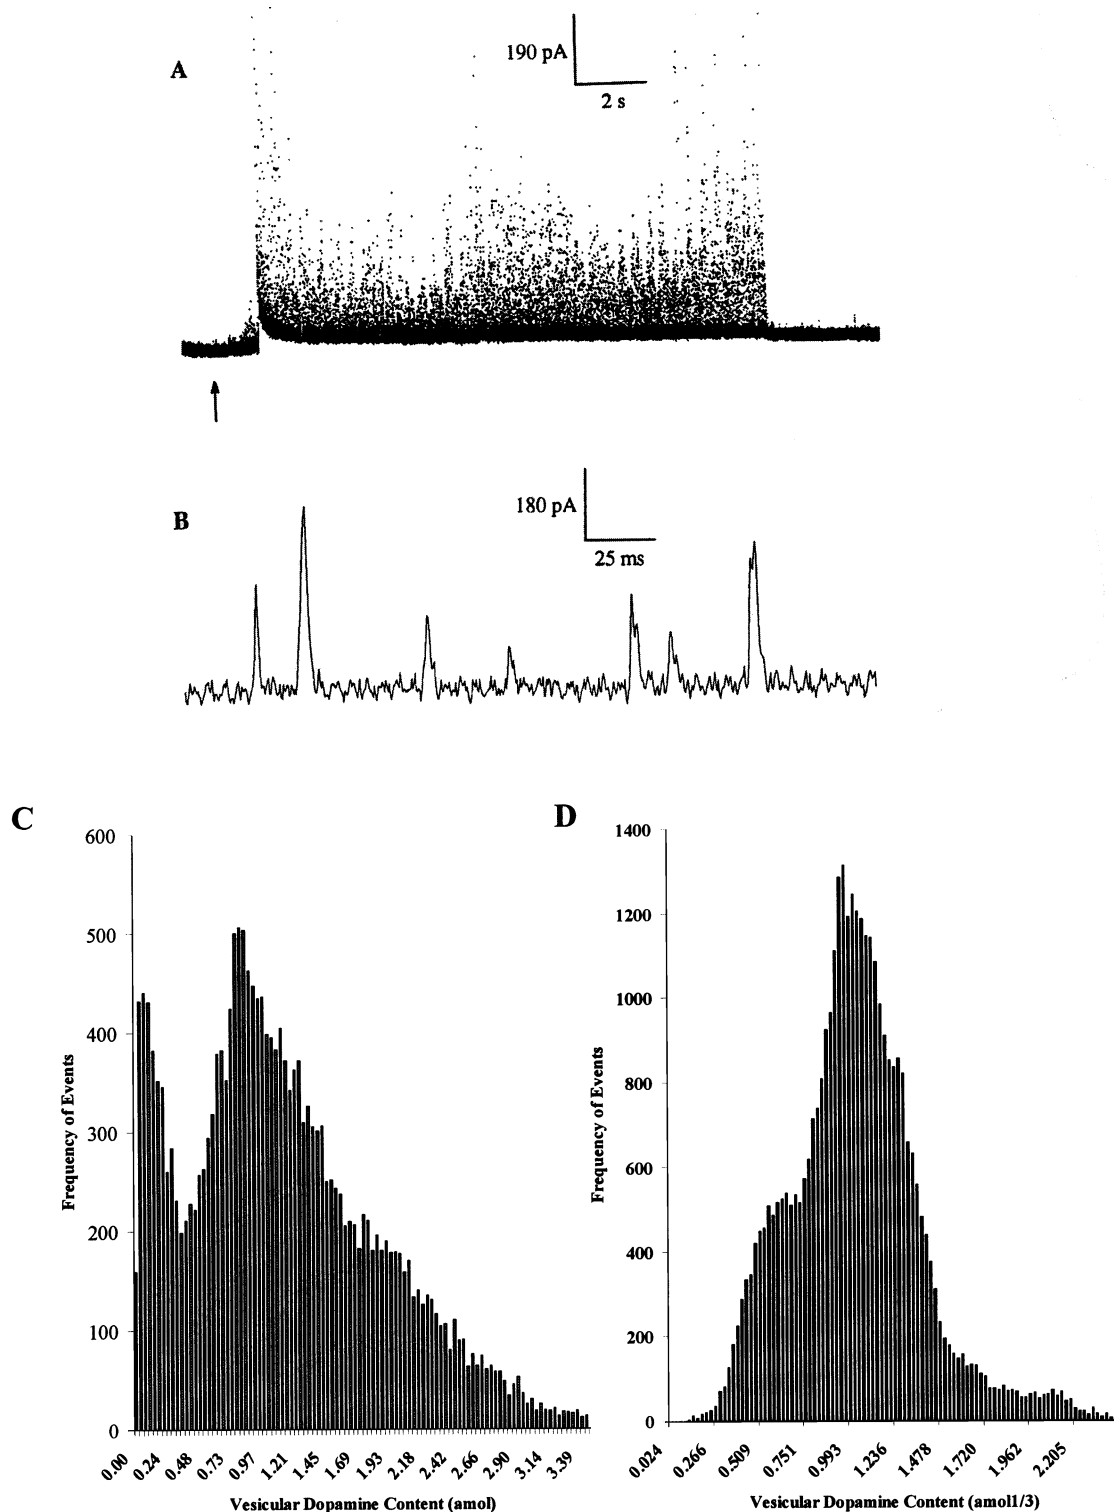 A
190 pA
2 s
B
180 pA
25 ms
C
600
500
400
300
200
100
0
Frequency of Events
0.00 0.24 0.48 0.73 0.97 1.21 1.45 1.69 1.93 2.18 2.42 2.66 2.90 3.14 3.39
Vesicular Dopamine Content (amol)
D
1400
1200
1000
800
600
400
200
0
Frequency of Events
0.024 0.266 0.509 0.751 0.993 1.236 1.478 1.720 1.962 2.205
Vesicular Dopamine Content (amol1/3)